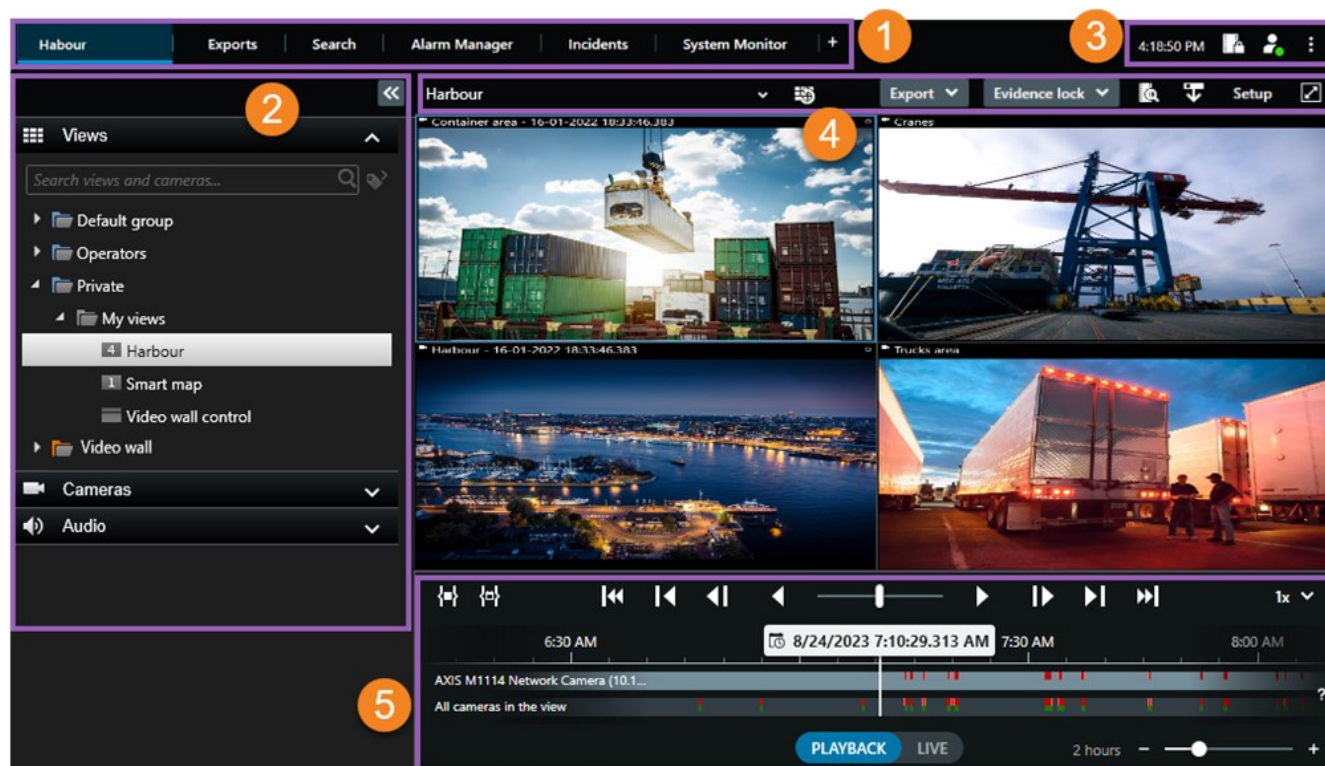 Habour
Exports
Search
Alarm Manager
Incidents
System Monitor
+
1
3
4:18:50 PM
2
Harbour
Export
Evidence lock
Setup
Views
Container area - 16-01-2022 18:33:46.383
4
Cranes
Search views and cameras...
Default group
Operators
Private
My views
4 Harbour
1 Smart map
Video wall control
Video wall
Cameras
Audio
Harbour - 16-01-2022 18:33:46.383
Trucks area
1x
6:30 AM
8/24/2023 7:10:29.313 AM
7:30 AM
8:00 AM
AXIS M1114 Network Camera (10.1...
All cameras in the view
?
5
PLAYBACK
LIVE
2 hours
-
+